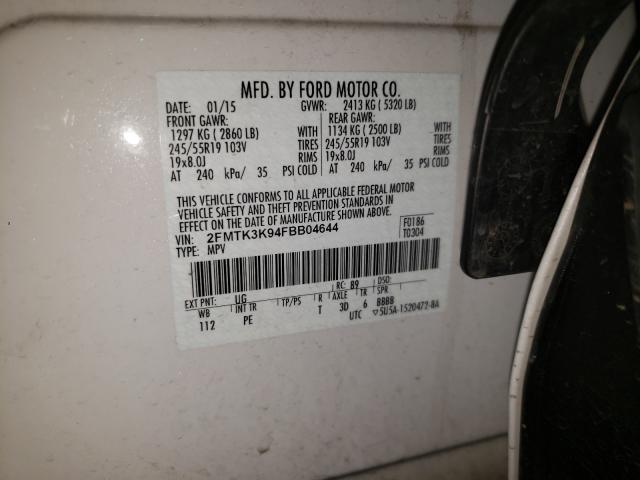 MFD. BY FORD MOTOR CO.
DATE: 01/15 GVWR: 2413 KG ( 5320 LB)
FRONT GAWR: REAR GAWR:
1297 KG ( 2860 LB) WITH 1134 KG ( 2500 LB) WITH
245/55R19 103V TIRES 245/55R19 103V TIRES
19x8.0J RIMS 19x8.0J RIMS
AT 240 kPa/ 35 PSI COLD AT 240 kPa/ 35 PSI COLD
THIS VEHICLE CONFORMS TO ALL APPLICABLE FEDERAL MOTOR
VEHICLE SAFETY AND THEFT PREVENTION STANDARDS IN
EFFECT ON THE DATE OF MANUFACTURE SHOWN ABOVE.
VIN: 2FMTK3K94FBB04644 F0186
TYPE: MPV T0304
EXT PNT: UG RC: 89 DSO:
WB INT TR TP/PS R AXLE TR SPR
112 PE T 3D 6 BBBB
UTC ▽5U5A-1520472-BA